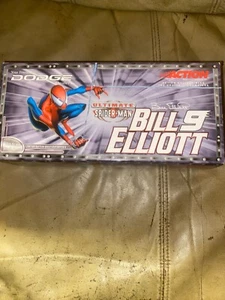 DODGE
ACTION
ULTIMATE
SPIDER-MAN
BILL 9
ELLIOTT